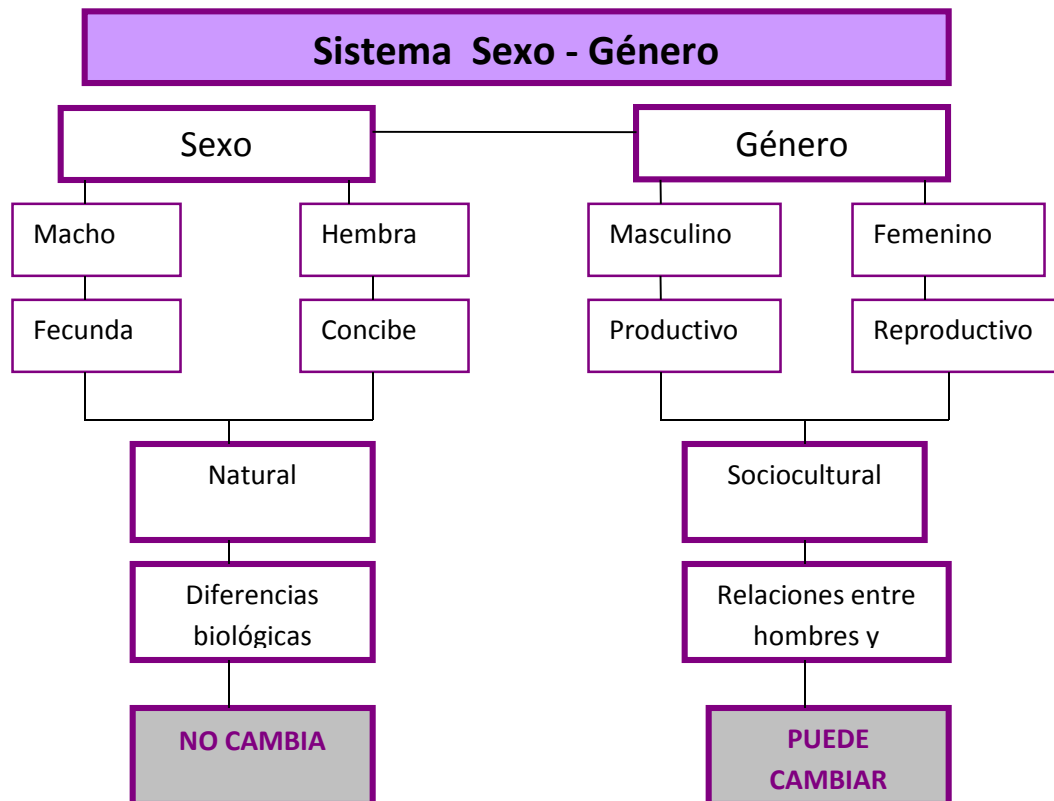 Sistema Sexo - Género
Sexo
Género
Macho
Hembra
Masculino
Femenino
Fecunda
Concibe
Productivo
Reproductivo
Natural
Sociocultural
Diferencias
biológicas
Relaciones entre
hombres y
NO CAMBIA
PUEDE
CAMBIAR